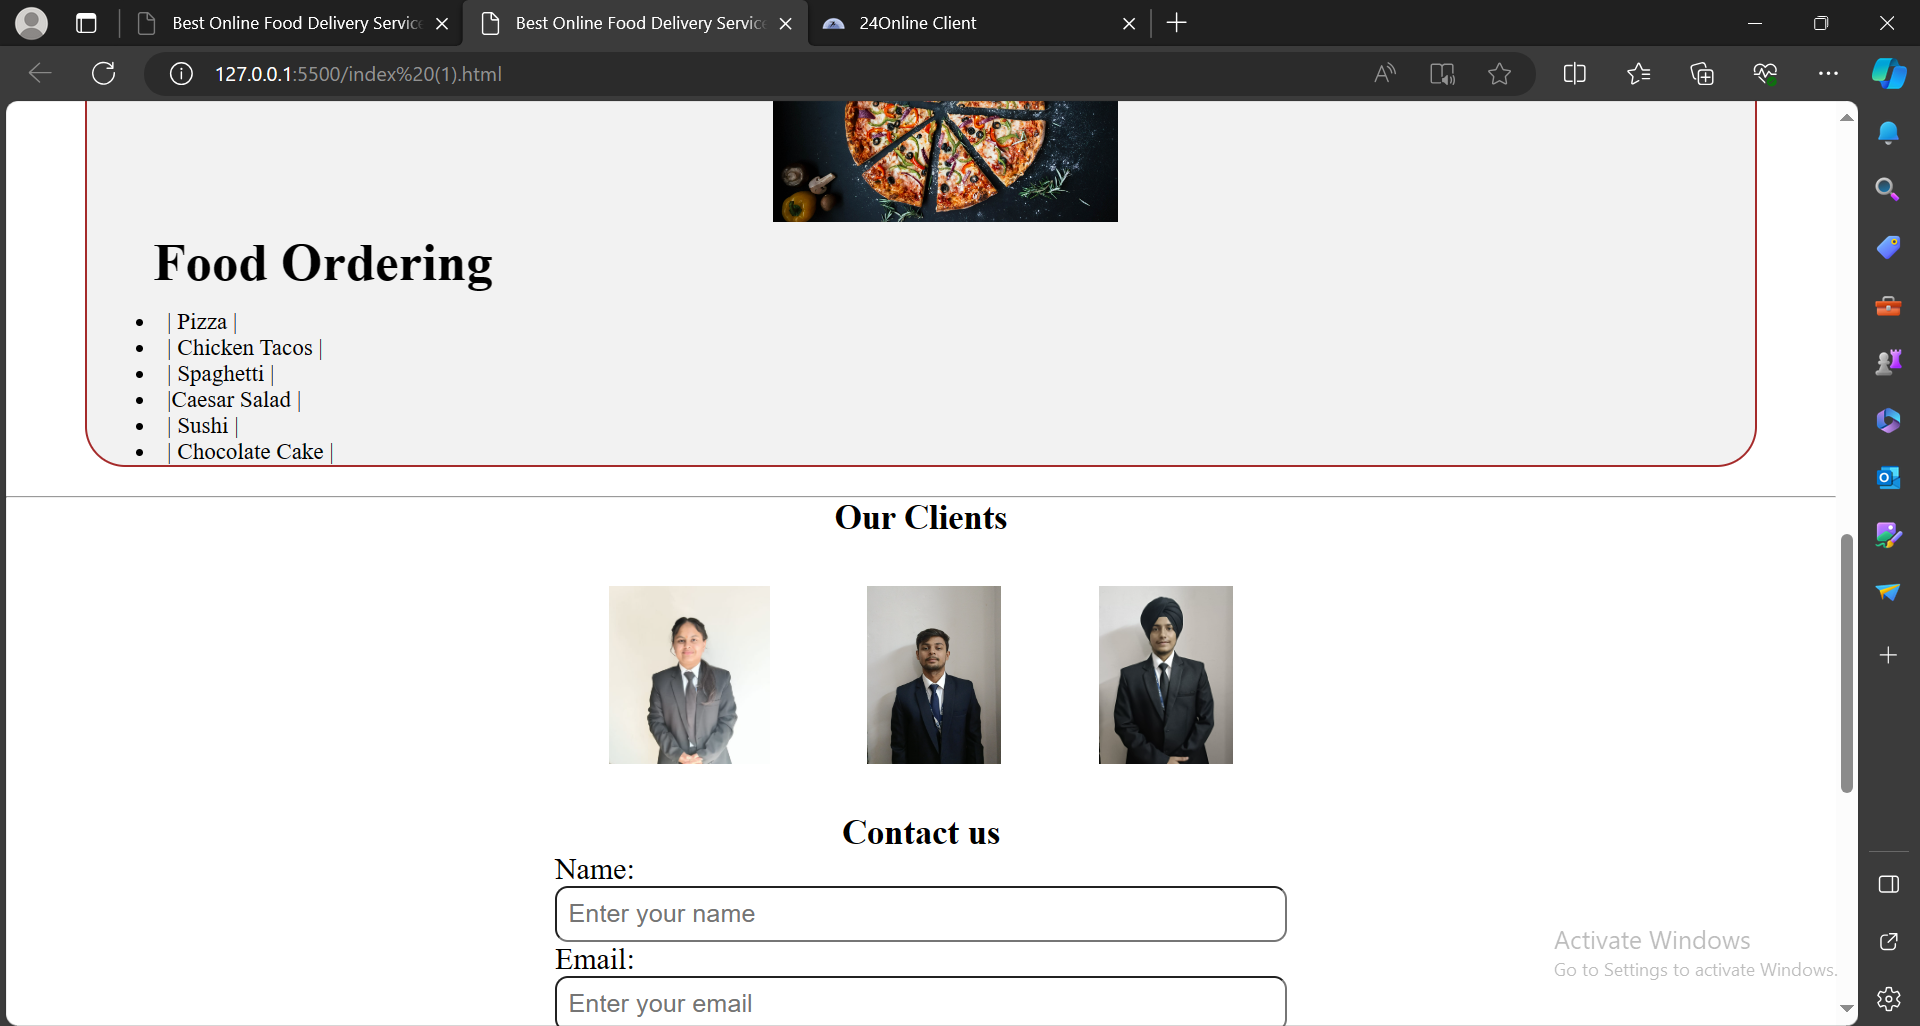 Best Online Food Delivery Service
Best Online Food Delivery Service
24Online Client
127.0.0.1:5500/index%20(1).html
Food Ordering
| Pizza |
| Chicken Tacos |
| Spaghetti |
|Caesar Salad |
| Sushi |
| Chocolate Cake |
Our Clients
Contact us
Name:
Enter your name
Email:
Enter your email
Activate Windows
Go to Settings to activate Windows.